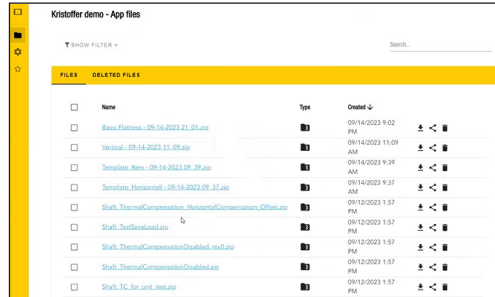 Kristoffer demo - App files
SHOW FILTER
Search...
FILES DELETED FILES
Name Type Created
Basic Flatness - 09-14-2023 21_01.zip 09/14/2023 9:02 PM
Vertical - 09-14-2023 11_09.zip 09/14/2023 11:09 AM
Template_Rens - 09-14-2023 09_39.zip 09/14/2023 9:39 AM
Template_Horisontell - 09-14-2023 09_37.zip 09/14/2023 9:37 AM
Shaft_ThermalCompensation_HorizontalCompensation_Offset.zip 09/12/2023 1:57 PM
Shaft_TestSaveLoad.zip 09/12/2023 1:57 PM
Shaft_ThermalCompensationDisabled_rev0.zip 09/12/2023 1:57 PM
Shaft_ThermalCompensationDisabled.zip 09/12/2023 1:57 PM
Shaft_TC_for_unit_test.zip 09/12/2023 1:57 PM